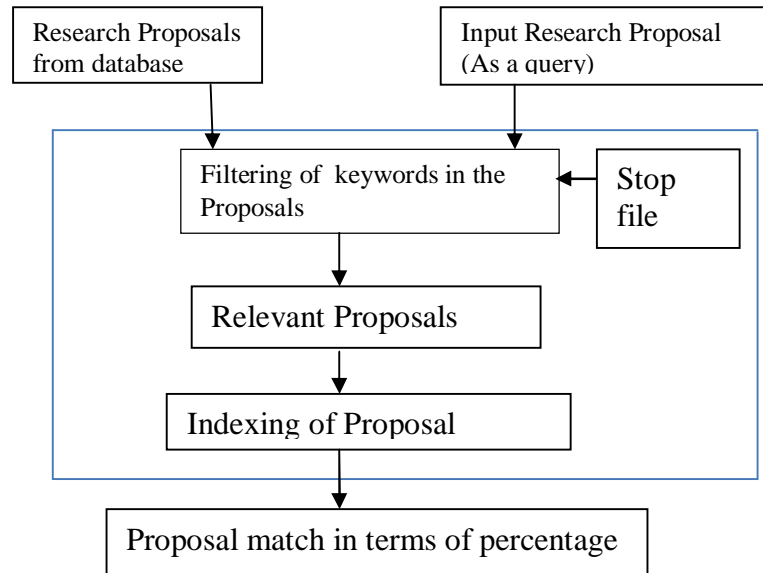 Research Proposals
from database
Input Research Proposal
(As a query)
Filtering of keywords in the
Proposals
Stop
file
Relevant Proposals
Indexing of Proposal
Proposal match in terms of percentage